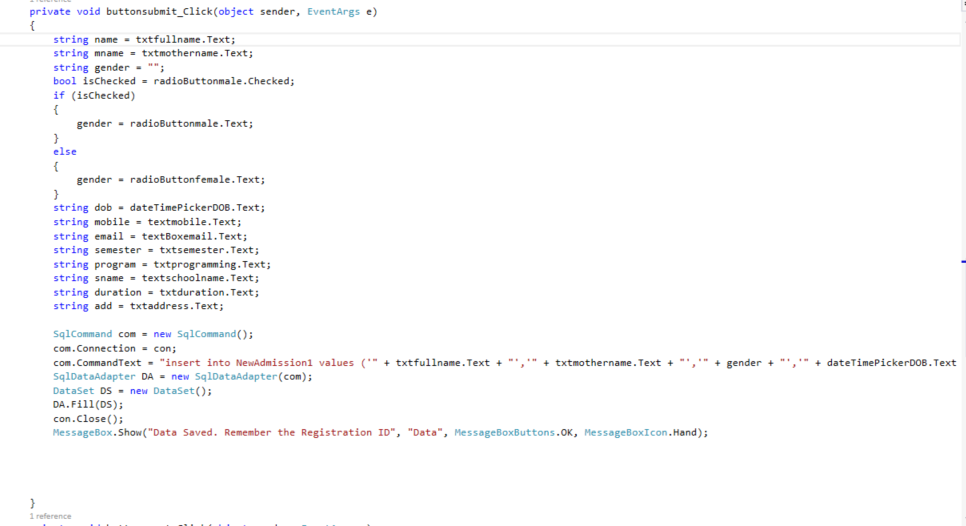 1 reference
private void buttonsubmit_Click(object sender, EventArgs e)
{
string name = txtfullname.Text;
string mname = txtmothername.Text;
string gender = "";
bool isChecked = radioButtonmale.Checked;
if (isChecked)
{
gender = radioButtonmale.Text;
}
else
{
gender = radioButtonfemale.Text;
}
string dob = dateTimePickerDOB.Text;
string mobile = textmobile.Text;
string email = textBoxemail.Text;
string semester = txtsemester.Text;
string program = txtprogramming.Text;
string sname = textschoolname.Text;
string duration = txtduration.Text;
string add = txtaddress.Text;
SqlCommand com = new SqlCommand();
com.Connection = con;
com.CommandText = "insert into NewAdmission1 values ('" + txtfullname.Text + "','" + txtmothername.Text + "','" + gender + "','" + dateTimePickerDOB.Text
SqlDataAdapter DA = new SqlDataAdapter(com);
DataSet DS = new DataSet();
DA.Fill(DS);
con.Close();
MessageBox.Show("Data Saved. Remember the Registration ID", "Data", MessageBoxButtons.OK, MessageBoxIcon.Hand);
}
1 reference